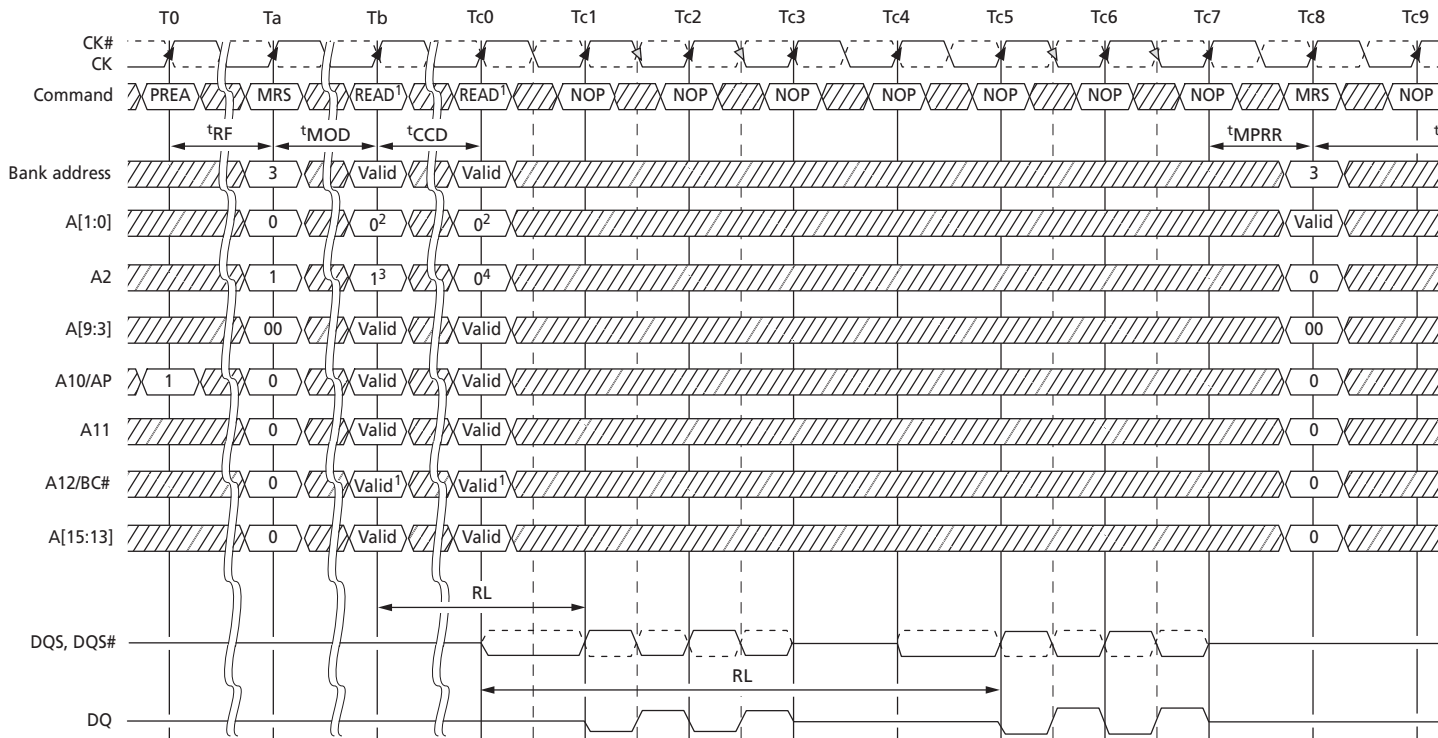 T0 Ta Tb Tc0 Tc1 Tc2 Tc3 Tc4 Tc5 Tc6 Tc7 Tc8 Tc9
CK#
CK
Command PREA MRS READ¹ READ¹ NOP NOP NOP NOP NOP NOP NOP MRS NOP
ᵗRF ᵗMOD ᵗCCD ᵗMPRR ᵗ
Bank address 3 Valid Valid 3
A[1:0] 0 0² 0² Valid
A2 1 1³ 0⁴ 0
A[9:3] 00 Valid Valid 00
A10/AP 1 0 Valid Valid 0
A11 0 Valid Valid 0
A12/BC# 0 Valid¹ Valid¹ 0
A[15:13] 0 Valid Valid 0
RL
DQS, DQS#
RL
DQ